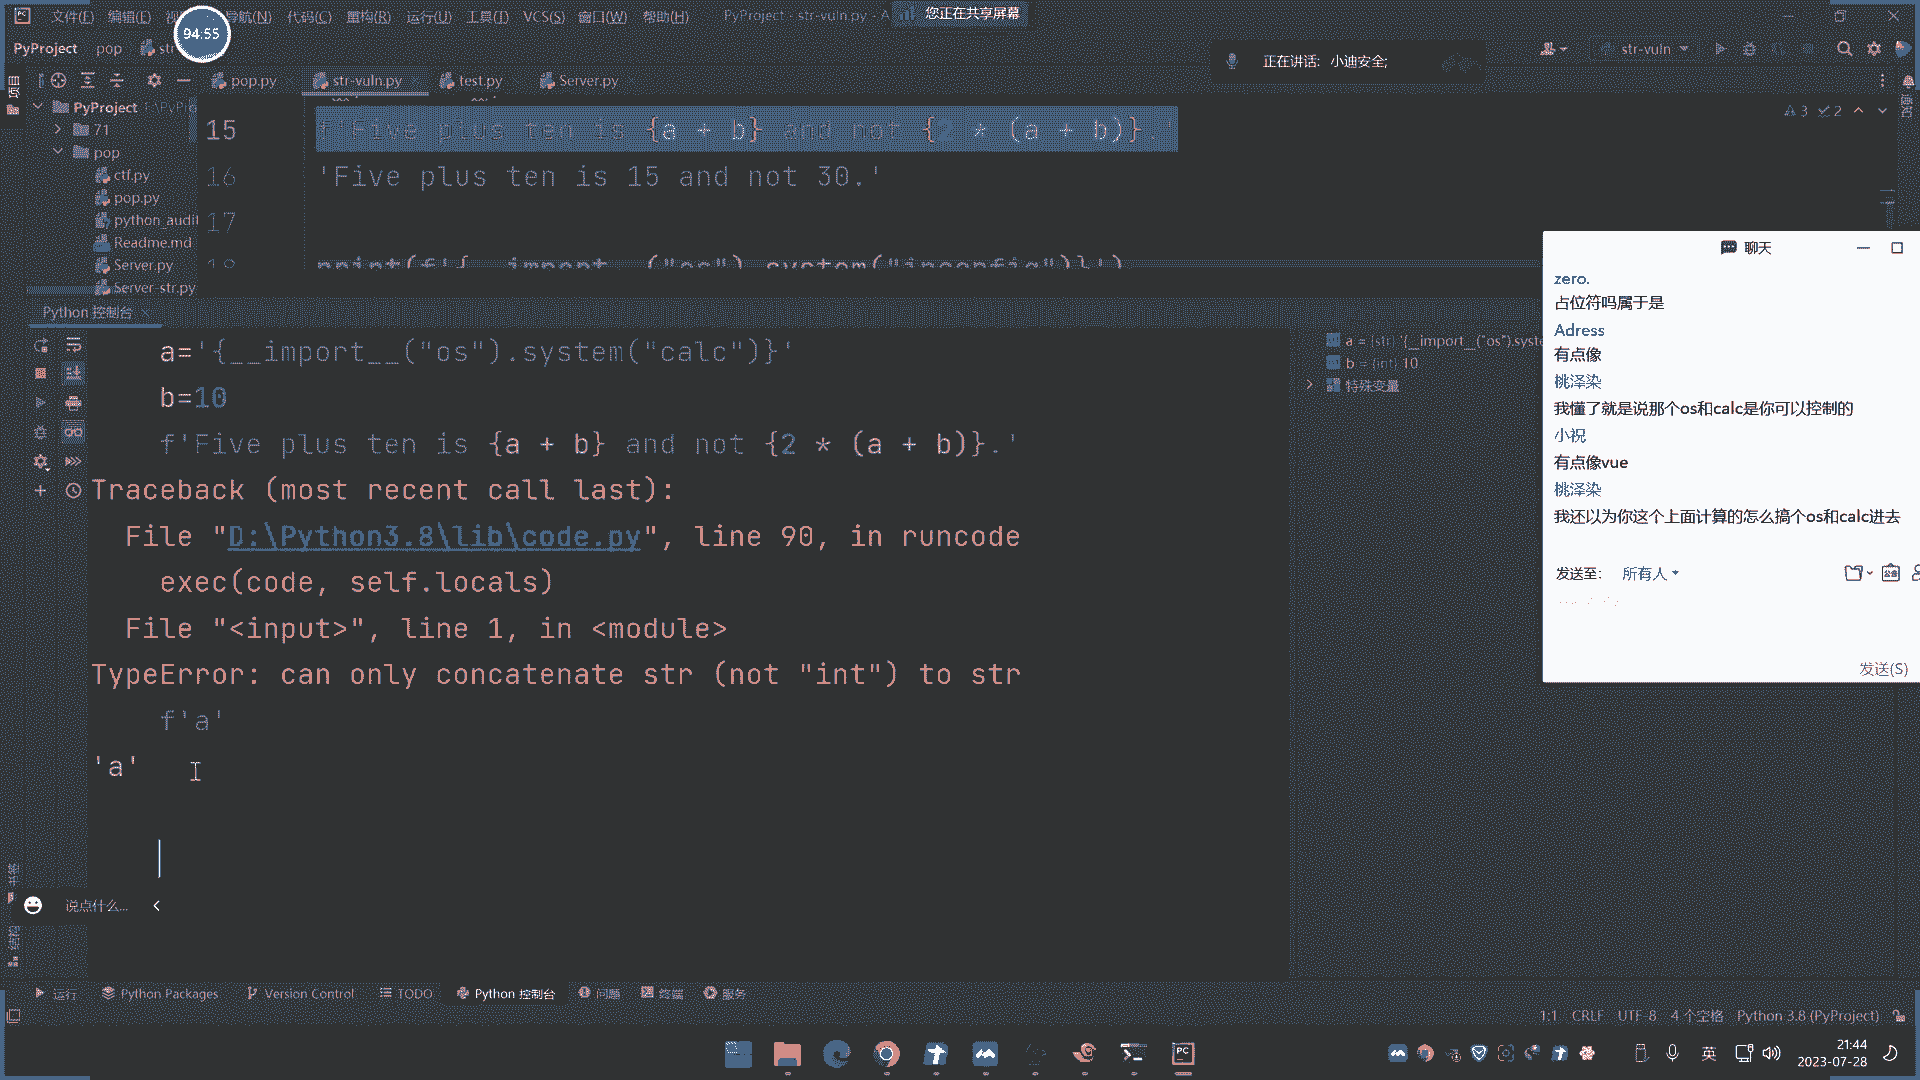 文件(F) 编辑(E) 导航(N) 代码(C) 重构(R) 运行(U) 工具(T) VCS(S) 窗口(W) 帮助(H) PyProject - str-vuln.py - A
您正在共享屏幕
94:55
PyProject pop str
str-vuln
正在讲话: 小迪安全;
项目
pop.py str-vuln.py test.py Server.py
PyProject
71
pop
ctf.py
pop.py
python_audit
Readme.md
Server.py
Server-str.py
3 2
15 f'Five plus ten is {a + b} and not {2 * (a + b)}.'
16 'Five plus ten is 15 and not 30.'
17
print(f'{__import__("os").system("ipconfig")}')
Python 控制台
a='{__import__("os").system("calc")}'
b=10
f'Five plus ten is {a + b} and not {2 * (a + b)}.'
Traceback (most recent call last):
File "D:\Python3.8\lib\code.py", line 90, in runcode
exec(code, self.locals)
File "<input>", line 1, in <module>
TypeError: can only concatenate str (not "int") to str
f'a'
'a'
a = {str} '{__import__("os").syste
b = {int} 10
特殊变量
聊天
zero.
占位符吗属于是
Adress
有点像
桃泽染
我懂了就是说那个os和calc是你可以控制的
小祝
有点像vue
桃泽染
我还以为你这个上面计算的怎么搞个os和calc进去
发送至: 所有人
发送(S)
书签
结构
说点什么...
运行 Python Packages Version Control TODO Python 控制台 问题 终端 服务
1:1 CRLF UTF-8 4 个空格 Python 3.8 (PyProject)
英
21:44
2023-07-28